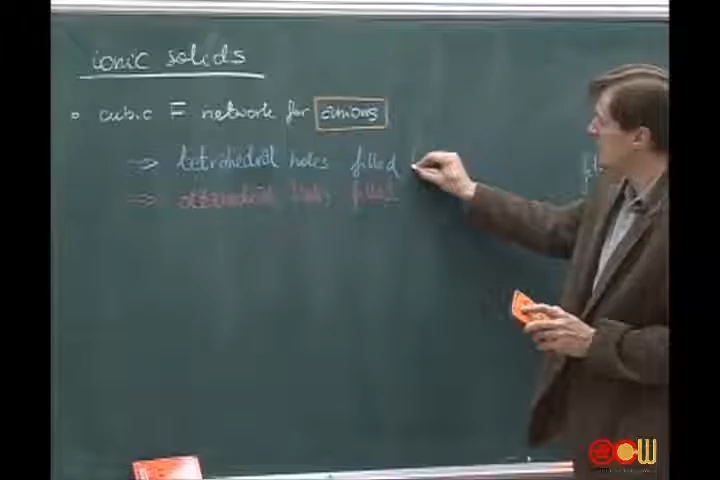 ionic solids
• cubic F network for anions
⇒ tetrahedral holes filled
⇒ octahedral holes filled
OCW